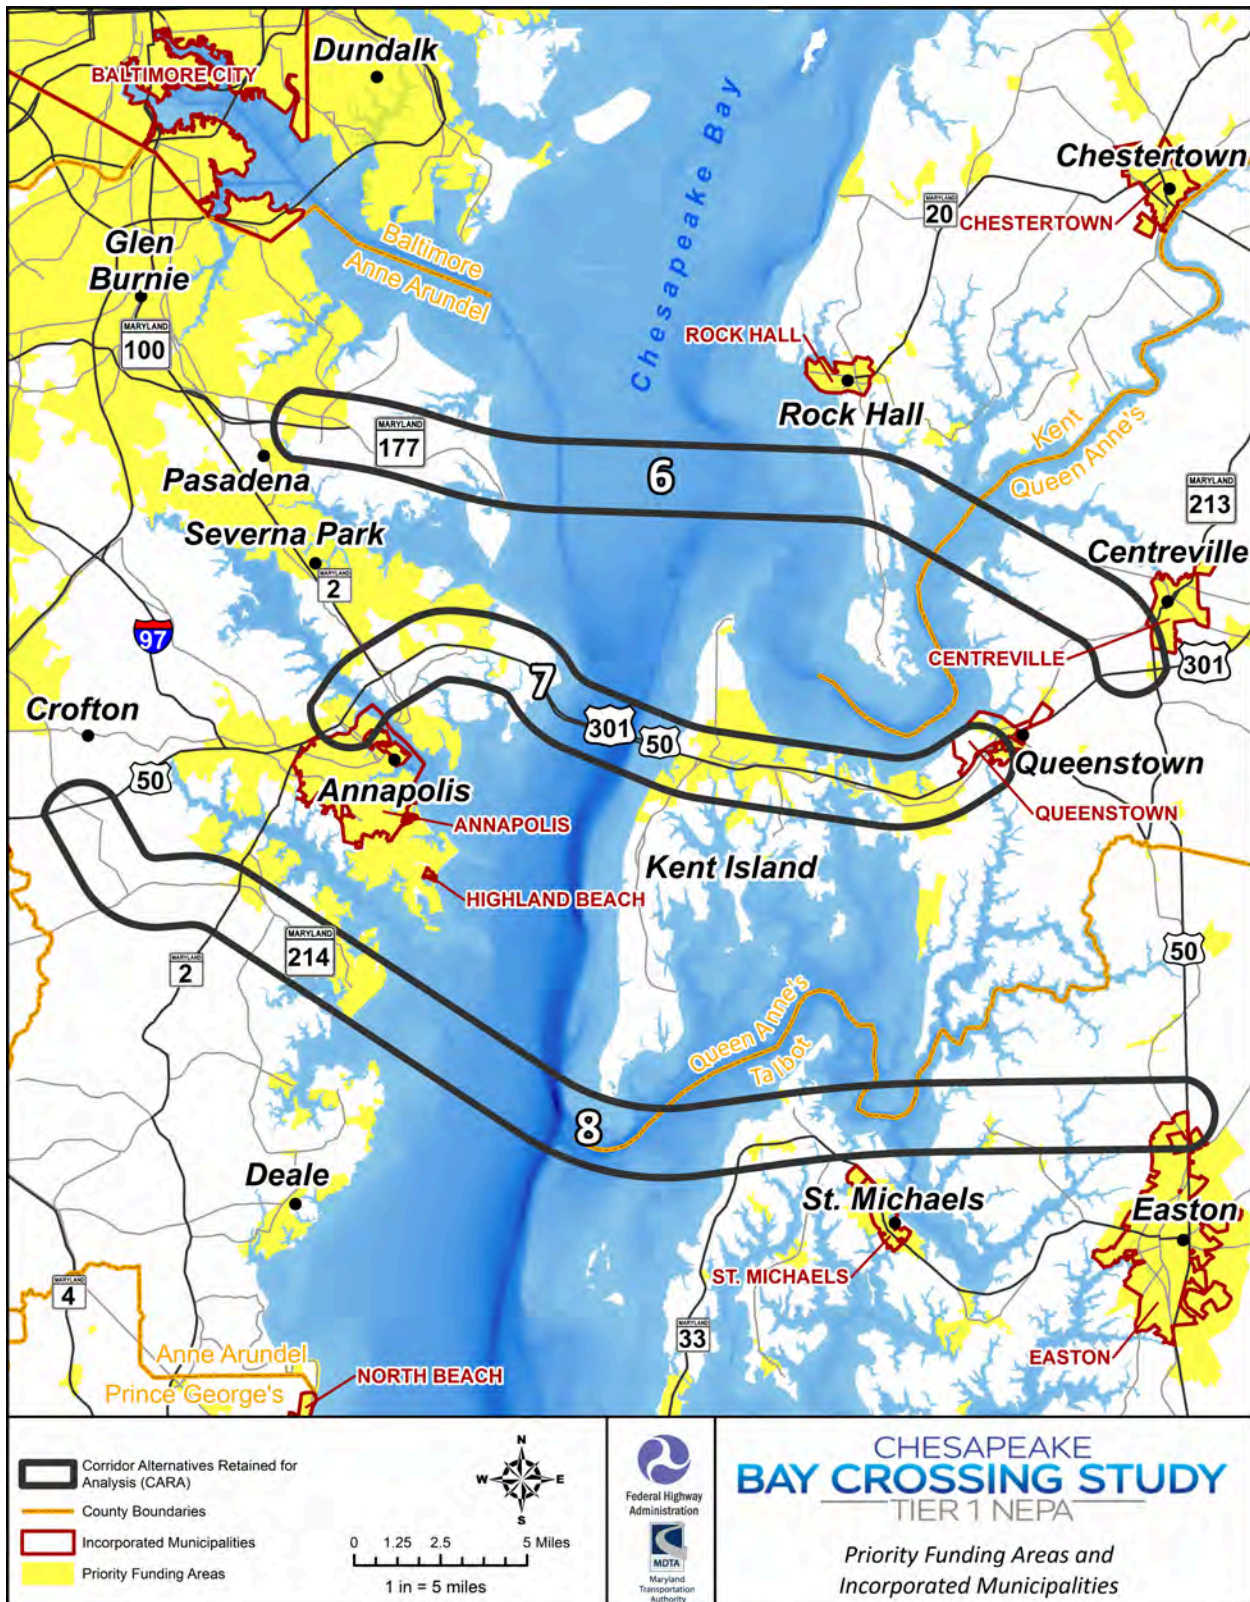 Dundalk
BALTIMORE CITY
Chesapeake Bay
Chestertown
MARYLAND
20
CHESTERTOWN
Glen
Burnie
Baltimore
Anne Arundel
MARYLAND
100
ROCK HALL
Rock Hall
Kent
Queen Anne's
MARYLAND
177
6
Pasadena
MARYLAND
213
Severna Park
Centreville
MARYLAND
2
97
CENTREVILLE
301
7
Crofton
301
50
Queenstown
50
Annapolis
ANNAPOLIS
QUEENSTOWN
Kent Island
HIGHLAND BEACH
MARYLAND
214
MARYLAND
2
50
Queen Anne's
Talbot
8
Deale
St. Michaels
Easton
ST. MICHAELS
MARYLAND
4
MARYLAND
33
EASTON
Anne Arundel
Prince George's
NORTH BEACH
Corridor Alternatives Retained for
Analysis (CARA)
County Boundaries
Incorporated Municipalities
Priority Funding Areas
N
W E
S
0 1.25 2.5 5 Miles
1 in = 5 miles
Federal Highway
Administration
MDTA
Maryland
Transportation
Authority
CHESAPEAKE
BAY CROSSING STUDY
TIER 1 NEPA
Priority Funding Areas and
Incorporated Municipalities